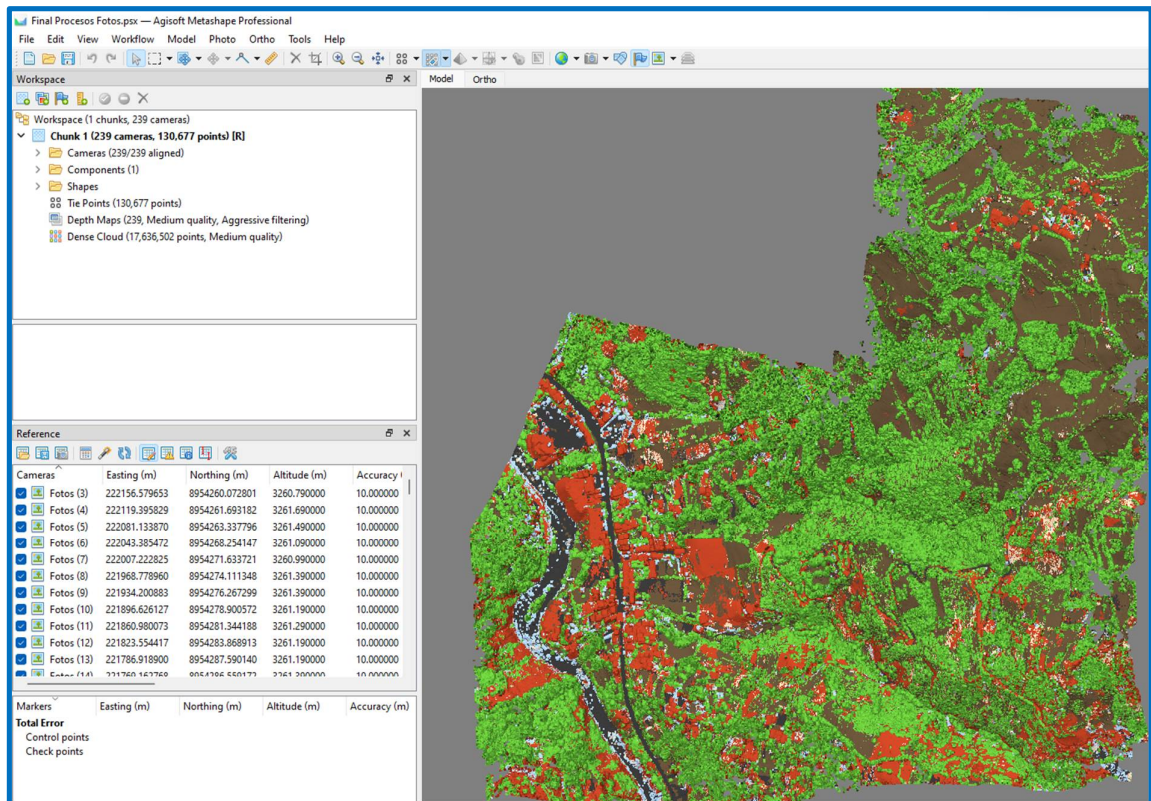 Final Procesos Fotos.psx — Agisoft Metashape Professional
File Edit View Workflow Model Photo Ortho Tools Help
Workspace
Model Ortho
Workspace (1 chunks, 239 cameras)
Chunk 1 (239 cameras, 130,677 points) [R]
Cameras (239/239 aligned)
Components (1)
Shapes
Tie Points (130,677 points)
Depth Maps (239, Medium quality, Aggressive filtering)
Dense Cloud (17,636,502 points, Medium quality)
Reference
Cameras Easting (m) Northing (m) Altitude (m) Accuracy (
Fotos (3) 222156.579653 8954260.072801 3260.790000 10.000000
Fotos (4) 222119.395829 8954261.693182 3261.690000 10.000000
Fotos (5) 222081.133870 8954263.337796 3261.490000 10.000000
Fotos (6) 222043.385472 8954268.254147 3261.090000 10.000000
Fotos (7) 222007.222825 8954271.633721 3260.990000 10.000000
Fotos (8) 221968.778960 8954274.111348 3261.390000 10.000000
Fotos (9) 221934.200883 8954276.267299 3261.390000 10.000000
Fotos (10) 221896.626127 8954278.900572 3261.190000 10.000000
Fotos (11) 221860.980073 8954281.344188 3261.290000 10.000000
Fotos (12) 221823.554417 8954283.868913 3261.190000 10.000000
Fotos (13) 221786.918900 8954287.590140 3261.190000 10.000000
Markers Easting (m) Northing (m) Altitude (m) Accuracy (m)
Total Error
Control points
Check points